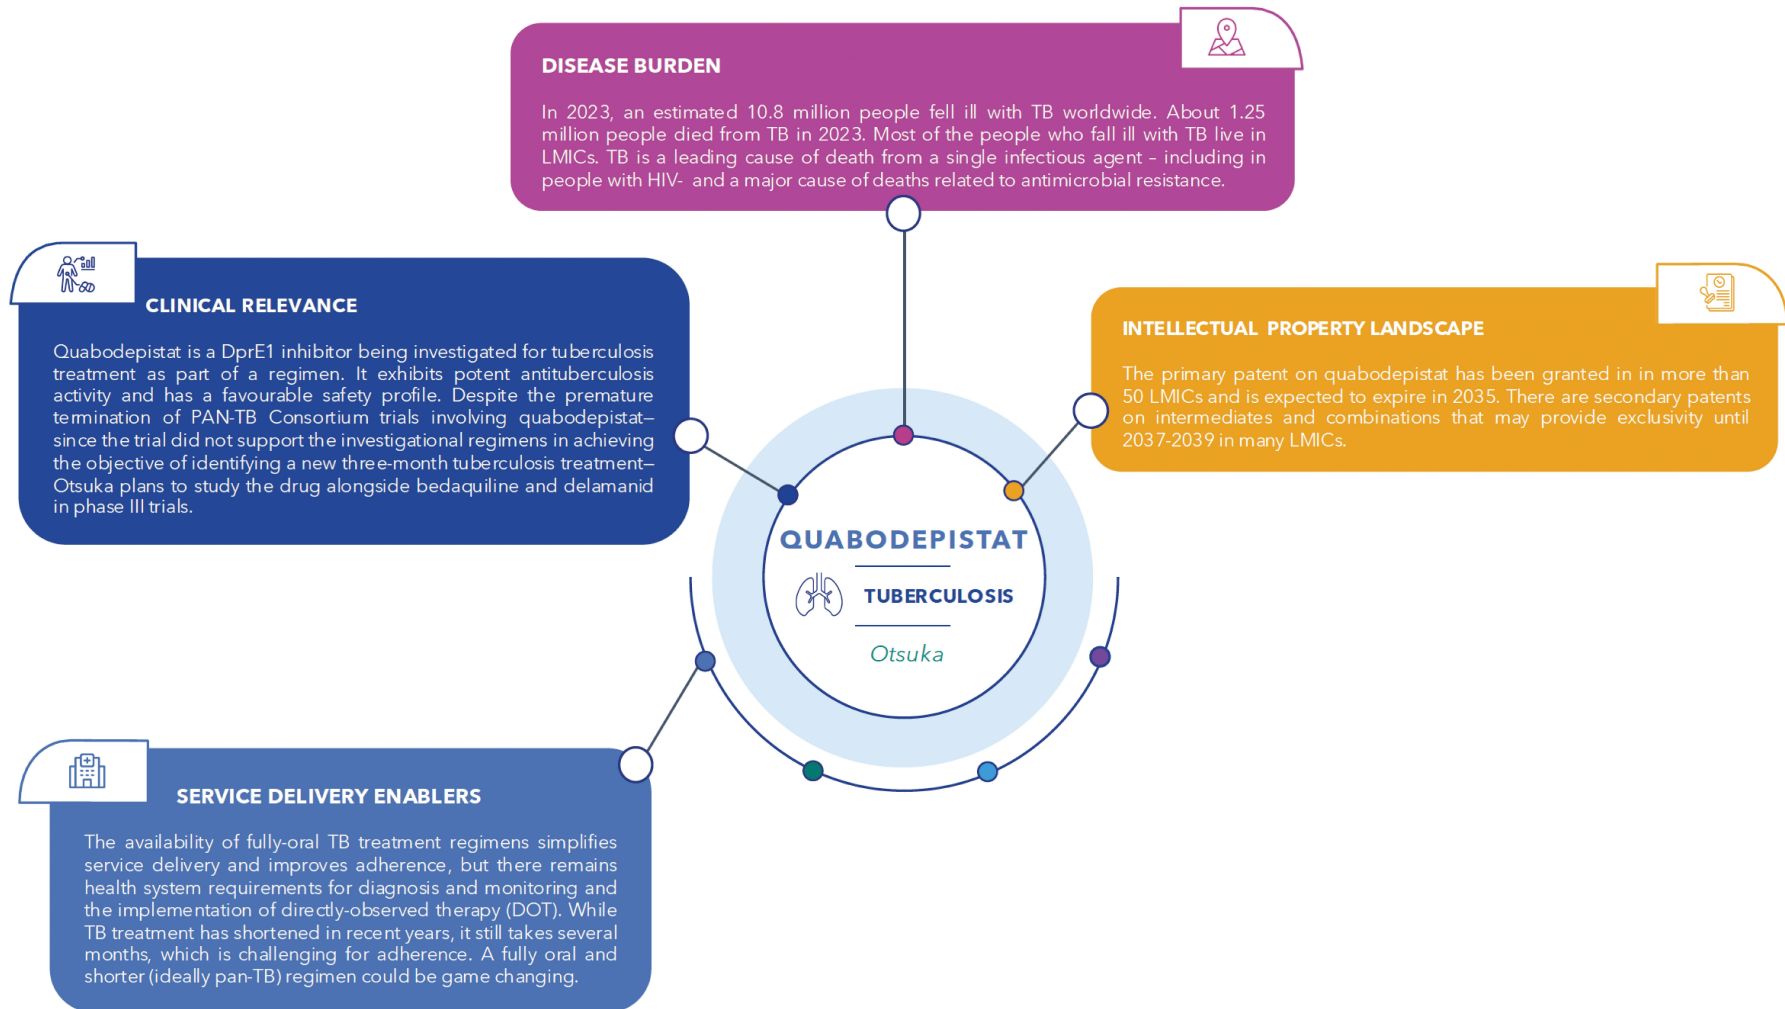 DISEASE BURDEN
In 2023, an estimated 10.8 million people fell ill with TB worldwide. About 1.25
million people died from TB in 2023. Most of the people who fall ill with TB live in
LMICs. TB is a leading cause of death from a single infectious agent – including in
people with HIV- and a major cause of deaths related to antimicrobial resistance.
CLINICAL RELEVANCE
Quabodepistat is a DprE1 inhibitor being investigated for tuberculosis
treatment as part of a regimen. It exhibits potent antituberculosis
activity and has a favourable safety profile. Despite the premature
termination of PAN-TB Consortium trials involving quabodepistat—
since the trial did not support the investigational regimens in achieving
the objective of identifying a new three-month tuberculosis treatment—
Otsuka plans to study the drug alongside bedaquiline and delamanid
in phase III trials.
INTELLECTUAL PROPERTY LANDSCAPE
The primary patent on quabodepistat has been granted in in more than
50 LMICs and is expected to expire in 2035. There are secondary patents
on intermediates and combinations that may provide exclusivity until
2037-2039 in many LMICs.
QUABODEPISTAT
TUBERCULOSIS
Otsuka
SERVICE DELIVERY ENABLERS
The availability of fully-oral TB treatment regimens simplifies
service delivery and improves adherence, but there remains
health system requirements for diagnosis and monitoring and
the implementation of directly-observed therapy (DOT). While
TB treatment has shortened in recent years, it still takes several
months, which is challenging for adherence. A fully oral and
shorter (ideally pan-TB) regimen could be game changing.